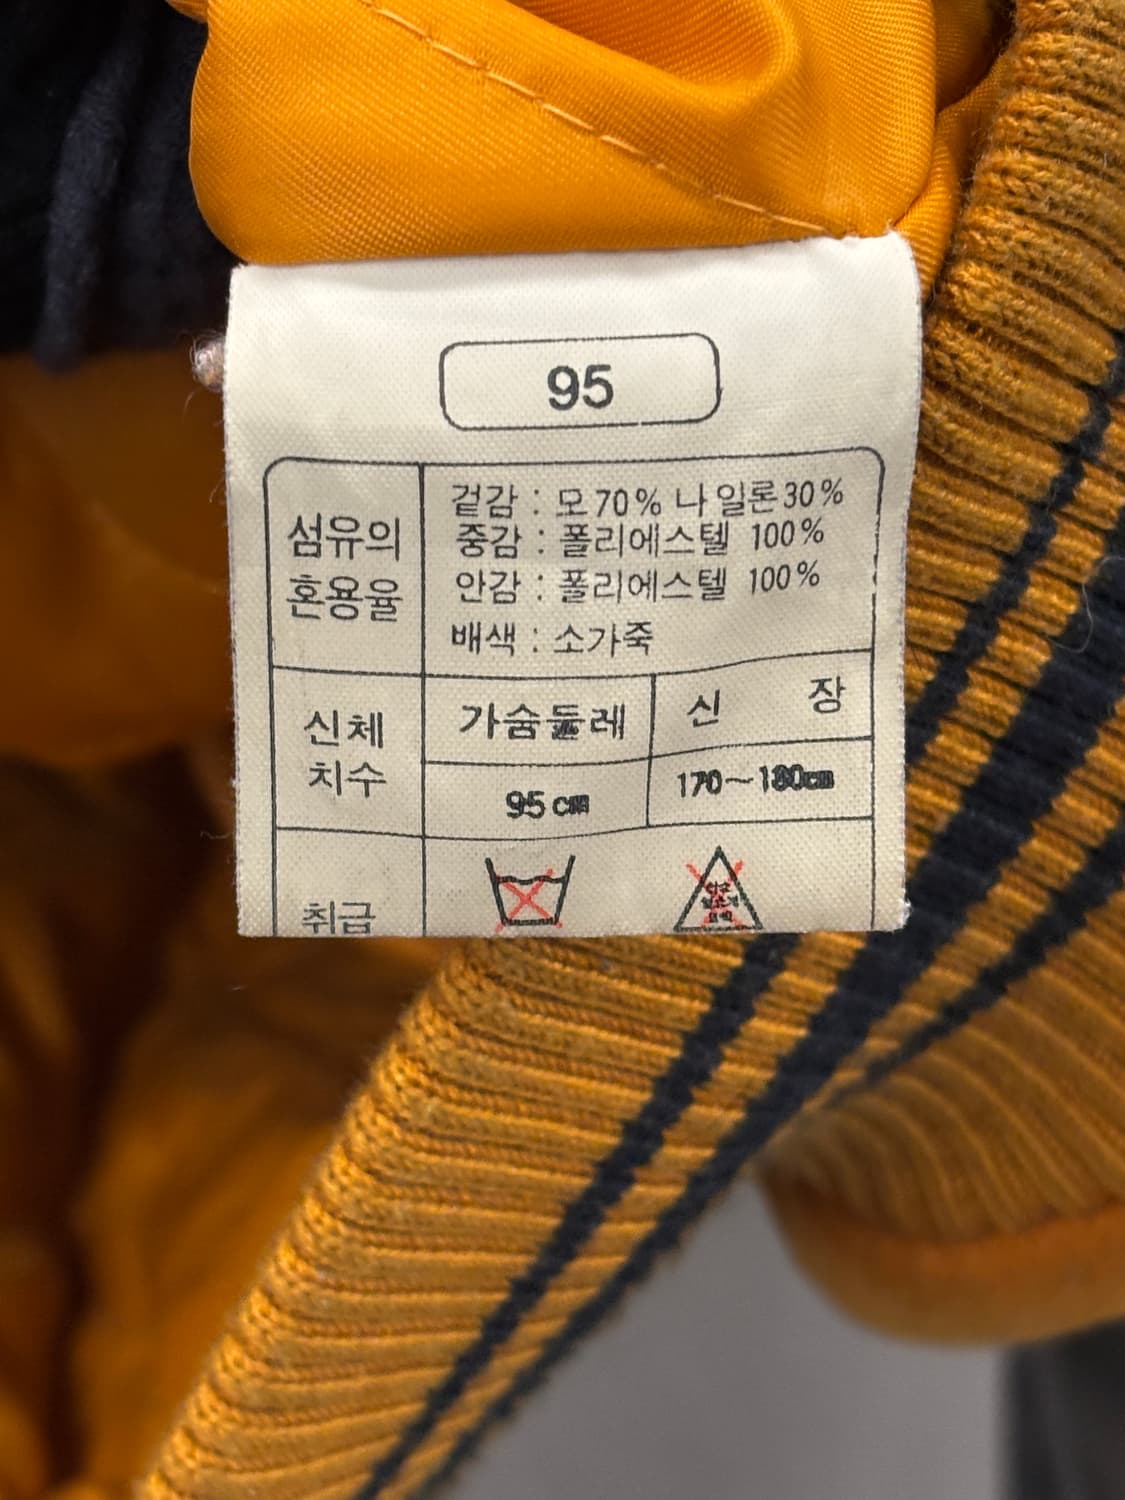 95
섬유의
혼용율
겉감 : 모 70% 나일론 30%
중감 : 폴리에스텔 100%
안감 : 폴리에스텔 100%
배색 : 소가죽
신체
치수
가슴둘레
신 장
95cm
170~180cm
취급